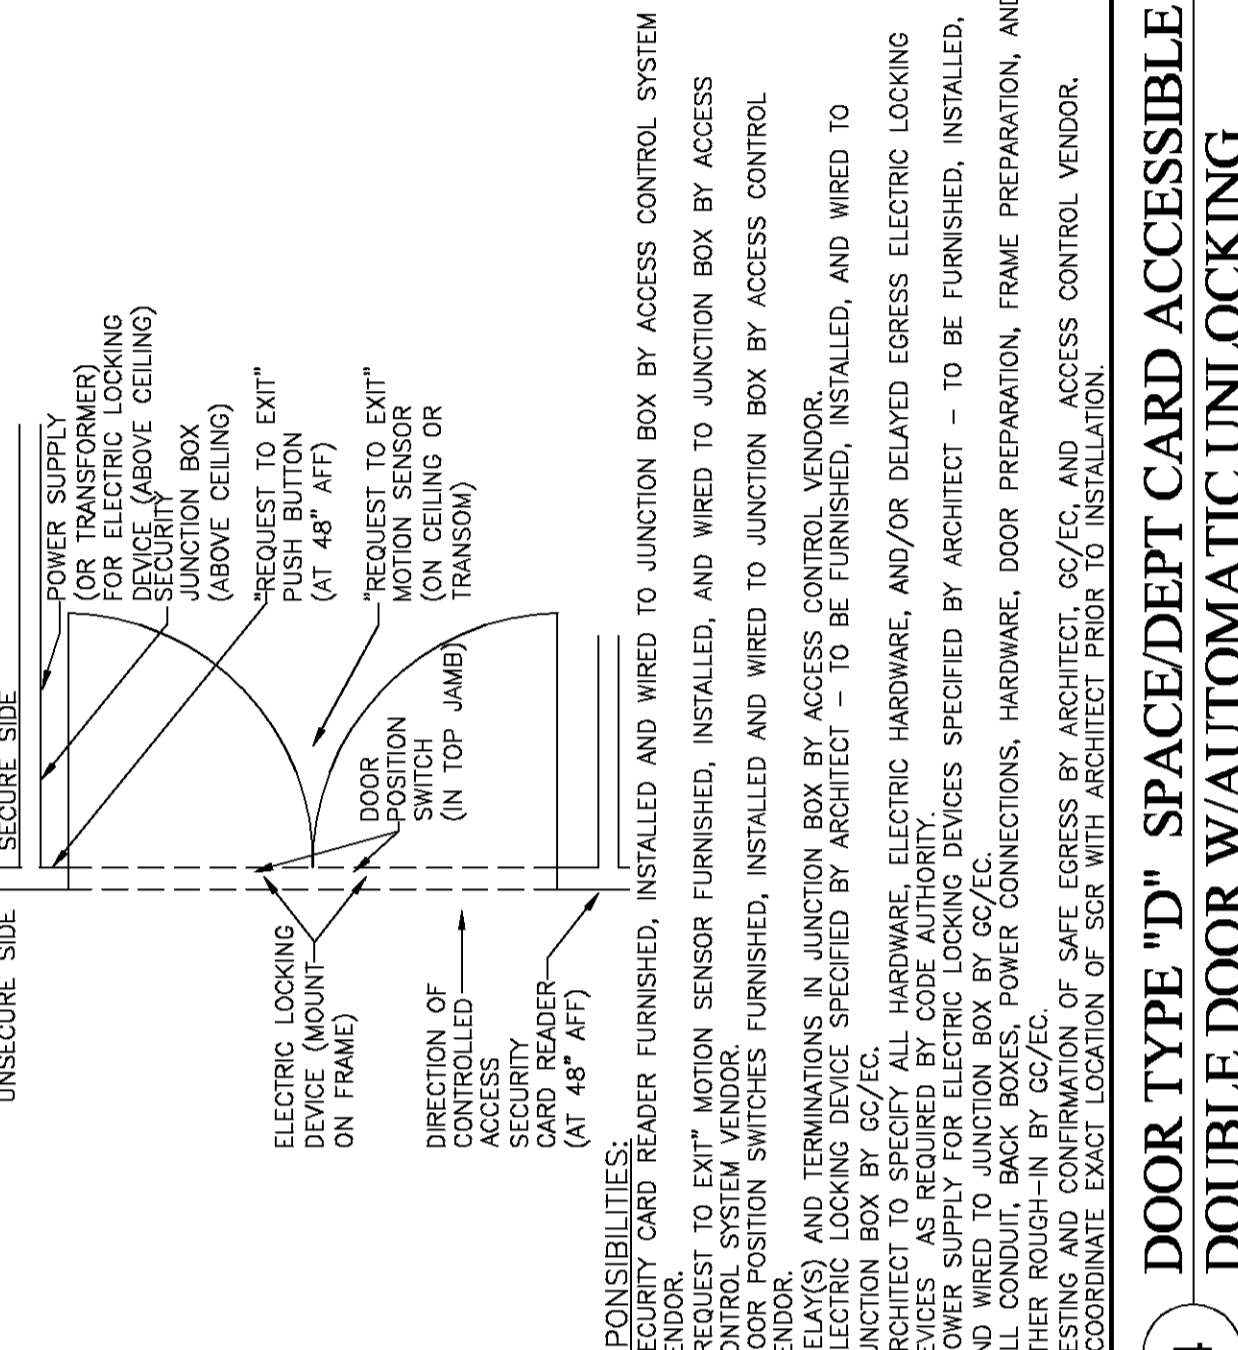 UNSECURE SIDE
SECURE SIDE
POWER SUPPLY
(OR TRANSFORMER)
FOR ELECTRIC LOCKING
DEVICE (ABOVE CEILING)
SECURITY
JUNCTION BOX
(ABOVE CEILING)
"REQUEST TO EXIT"
PUSH BUTTON
(AT 48" AFF)
"REQUEST TO EXIT"
MOTION SENSOR
(ON CEILING OR
TRANSOM)
DOOR
POSITION
SWITCH
(IN TOP JAMB)
ELECTRIC LOCKING
DEVICE (MOUNT
ON FRAME)
DIRECTION OF
CONTROLLED
ACCESS
SECURITY
CARD READER
(AT 48" AFF)
PONSIBILITIES:
ECURITY CARD READER FURNISHED, INSTALLED AND WIRED TO JUNCTION BOX BY ACCESS CONTROL SYSTEM
ENDOR.
REQUEST TO EXIT" MOTION SENSOR FURNISHED, INSTALLED, AND WIRED TO JUNCTION BOX BY ACCESS
ONTROL SYSTEM VENDOR.
OOR POSITION SWITCHES FURNISHED, INSTALLED AND WIRED TO JUNCTION BOX BY ACCESS CONTROL
ENDOR.
ELAY(S) AND TERMINATIONS IN JUNCTION BOX BY ACCESS CONTROL VENDOR.
LECTRIC LOCKING DEVICE SPECIFIED BY ARCHITECT - TO BE FURNISHED, INSTALLED, AND WIRED TO
UNCTION BOX BY GC/EC.
RCHITECT TO SPECIFY ALL HARDWARE, ELECTRIC HARDWARE, AND/OR DELAYED EGRESS ELECTRIC LOCKING
EVICES AS REQUIRED BY CODE AUTHORITY.
OWER SUPPLY FOR ELECTRIC LOCKING DEVICES SPECIFIED BY ARCHITECT - TO BE FURNISHED, INSTALLED,
ND WIRED TO JUNCTION BOX BY GC/EC.
LL CONDUIT, BACK BOXES, POWER CONNECTIONS, HARDWARE, DOOR PREPARATION, FRAME PREPARATION, AND
THER ROUGH-IN BY GC/EC.
ESTING AND CONFIRMATION OF SAFE EGRESS BY ARCHITECT, GC/EC, AND ACCESS CONTROL VENDOR.
COORDINATE EXACT LOCATION OF SCR WITH ARCHITECT PRIOR TO INSTALLATION.
DOOR TYPE "D" SPACE/DEPT CARD ACCESSIBLE
DOUBLE DOOR W/AUTOMATIC UNLOCKING